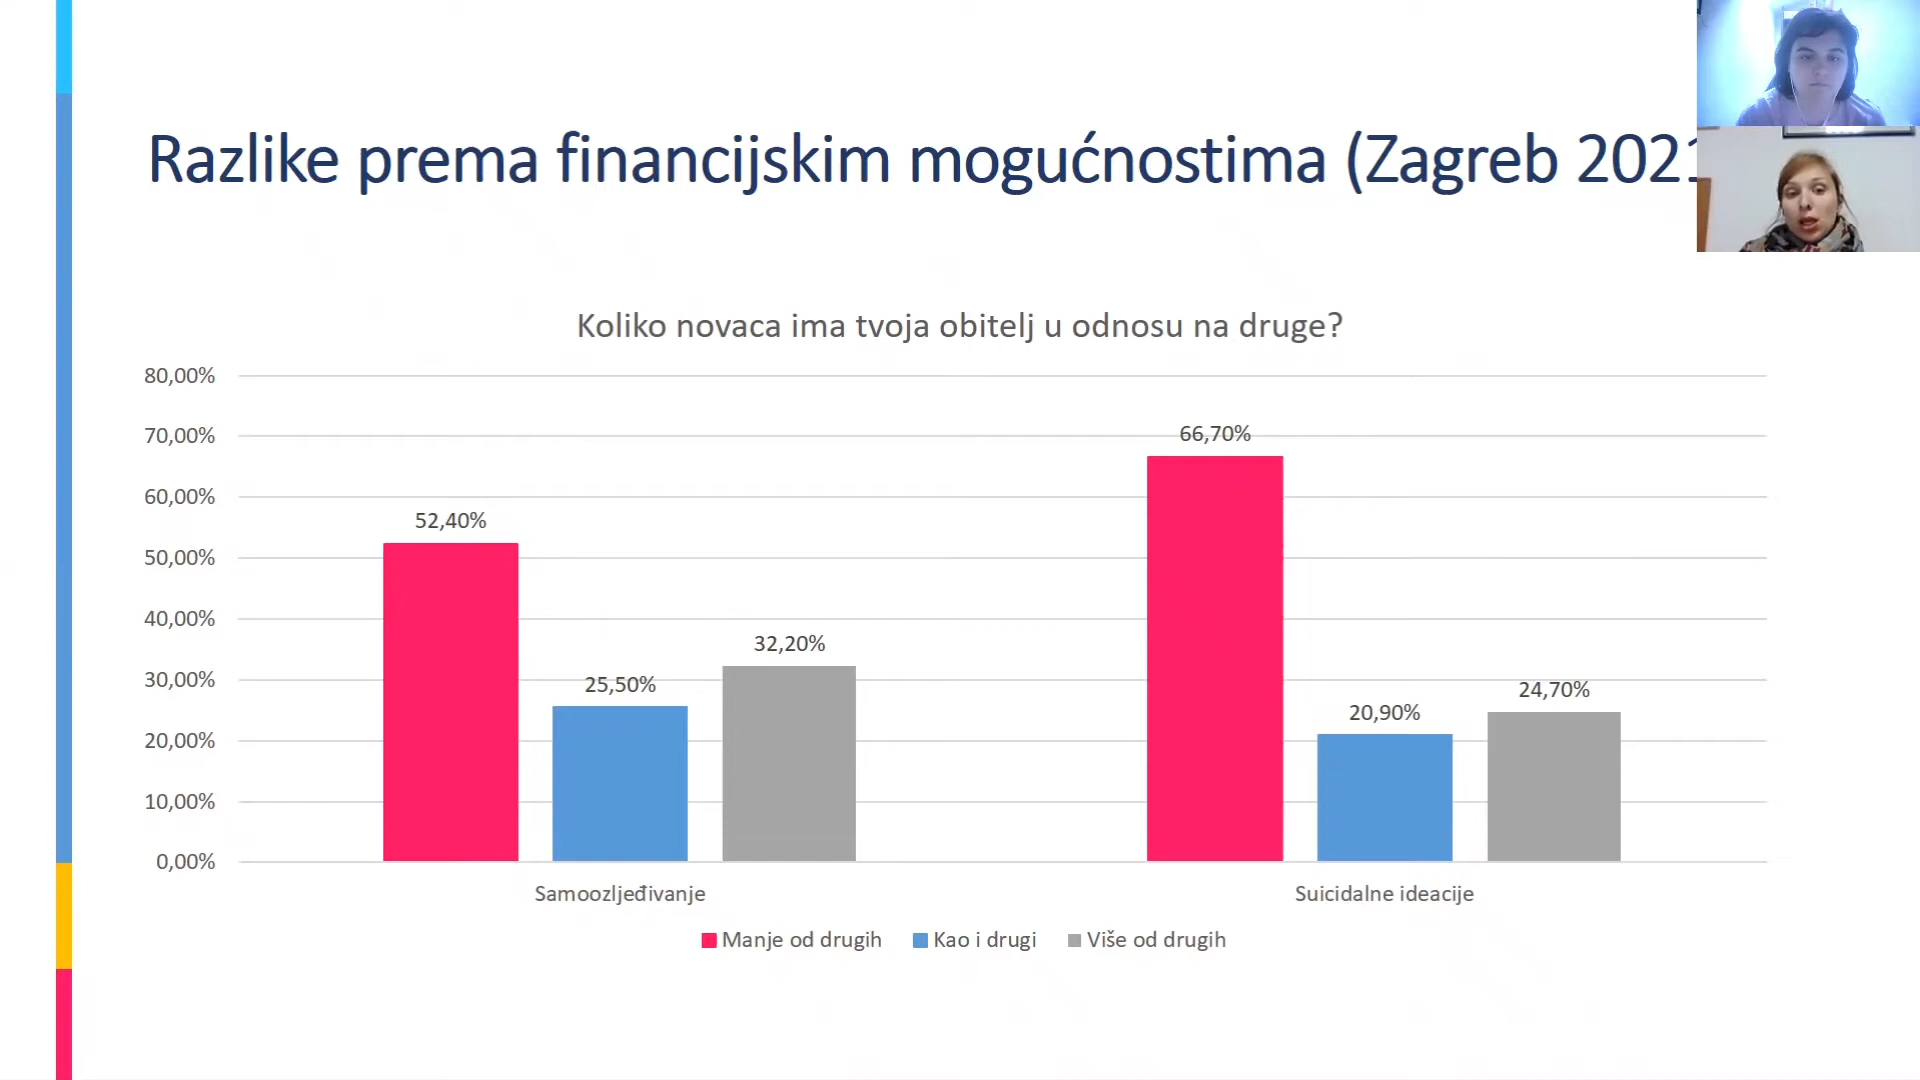 Razlike prema financijskim mogućnostima (Zagreb 2021
Koliko novaca ima tvoja obitelj u odnosu na druge?
80,00%
70,00%
60,00%
50,00%
40,00%
30,00%
20,00%
10,00%
0,00%
52,40%
25,50%
32,20%
66,70%
20,90%
24,70%
Samoozljeđivanje
Suicidalne ideacije
Manje od drugih
Kao i drugi
Više od drugih